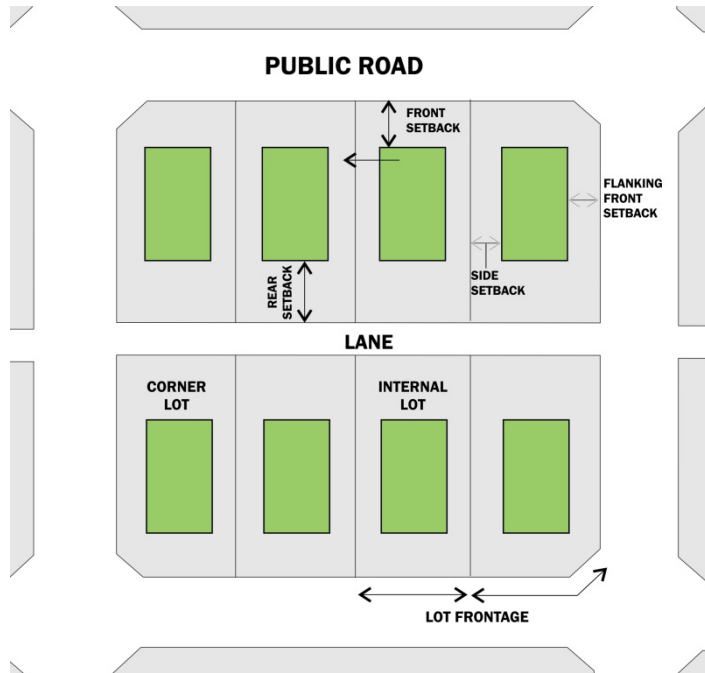 PUBLIC ROAD
FRONT
SETBACK
FLANKING
FRONT
SETBACK
REAR
SETBACK
SIDE
SETBACK
LANE
CORNER
LOT
INTERNAL
LOT
LOT FRONTAGE